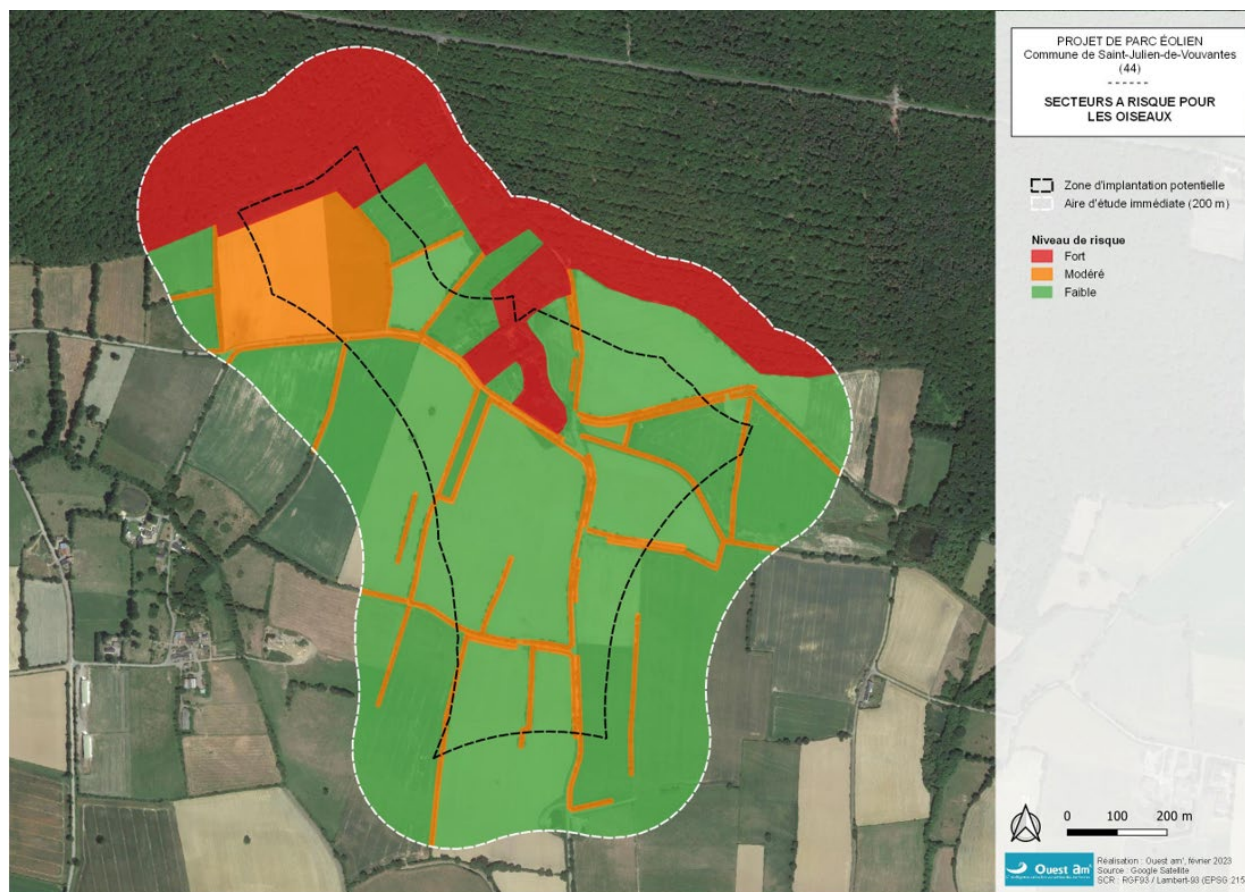 PROJET DE PARC ÉOLIEN
Commune de Saint-Julien-de-Vouvantes
(44)
------
SECTEURS A RISQUE POUR
LES OISEAUX
Zone d'implantation potentielle
Aire d'étude immédiate (200 m)
Niveau de risque
Fort
Modéré
Faible
0 100 200 m
Ouest am'
Réalisation : Ouest am', février 2023
Source : Google Satellite
SCR : RGF93 / Lambert-93 (EPSG 215